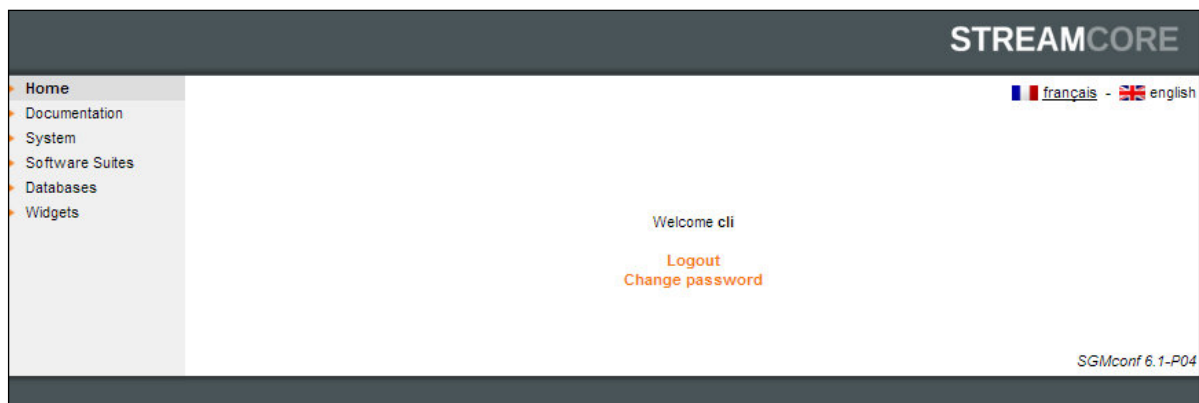 STREAMCORE
Home
Documentation
System
Software Suites
Databases
Widgets
français - english
Welcome cli
Logout
Change password
SGMconf 6.1-P04